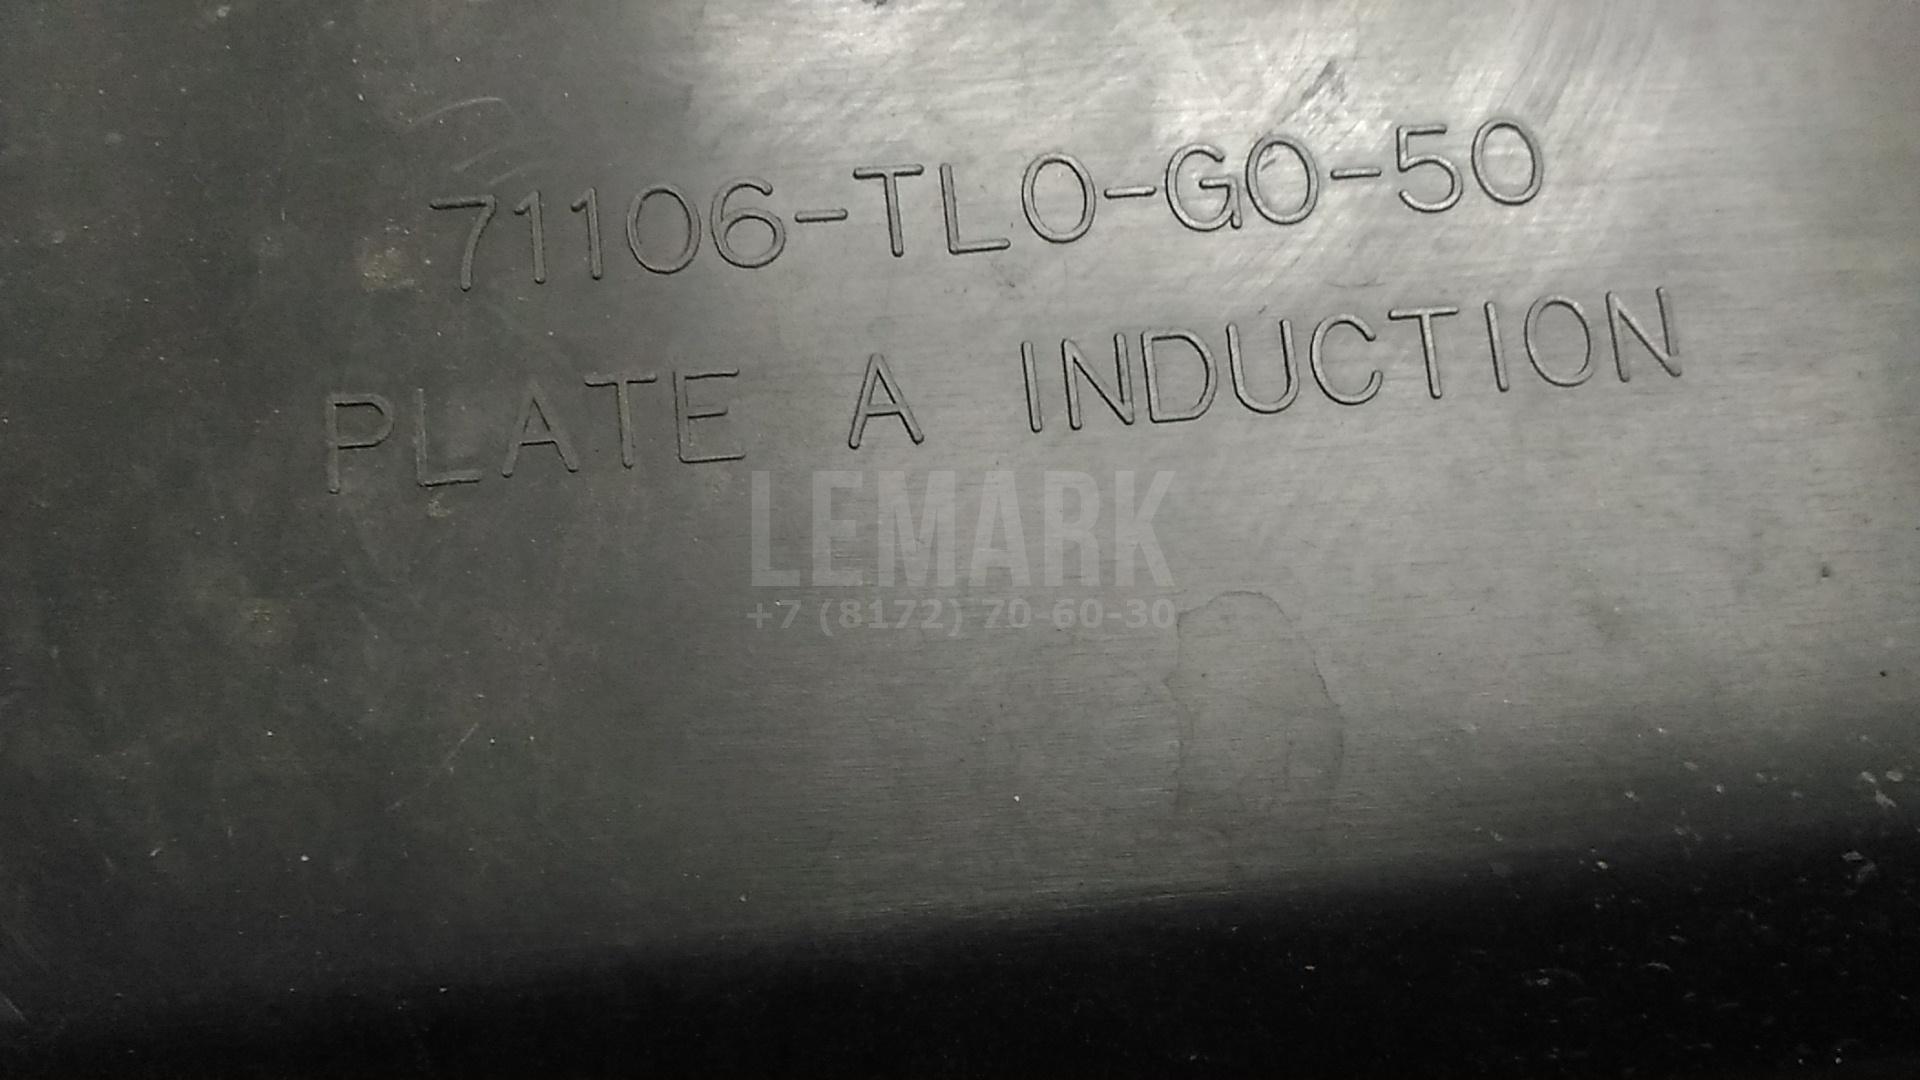 71106-TL0-G0-50
PLATE A INDUCTION
LEMARK
+7 (8172) 70-60-30